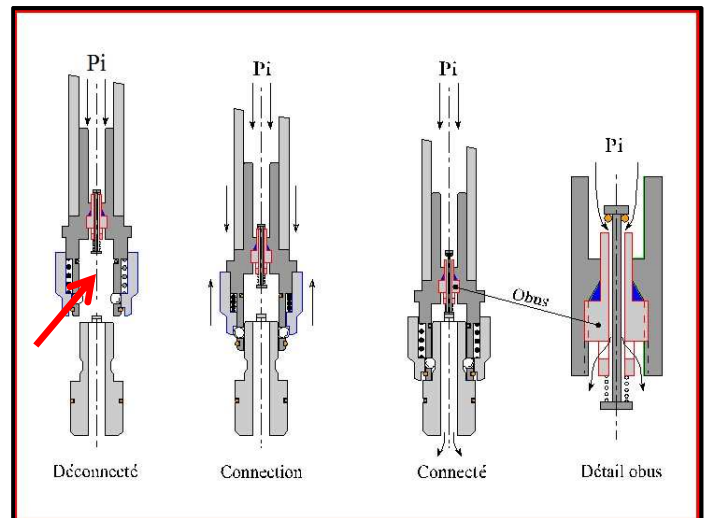 Pi
Pi
Pi
Pi
Obus
Déconnecté
Connection
Connecté
Détail obus